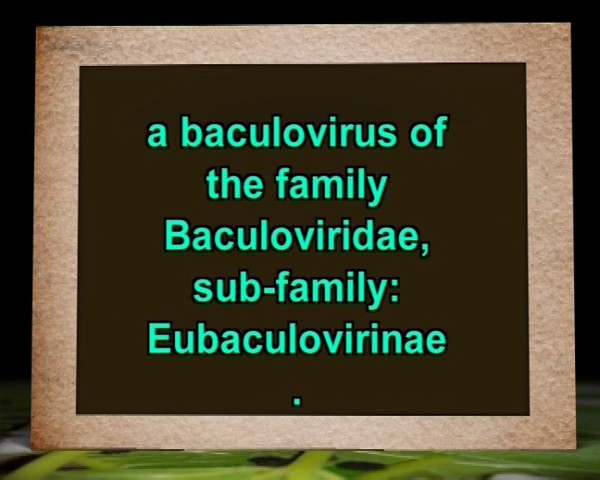 a baculovirus of
the family
Baculoviridae,
sub-family:
Eubaculovirinae
.